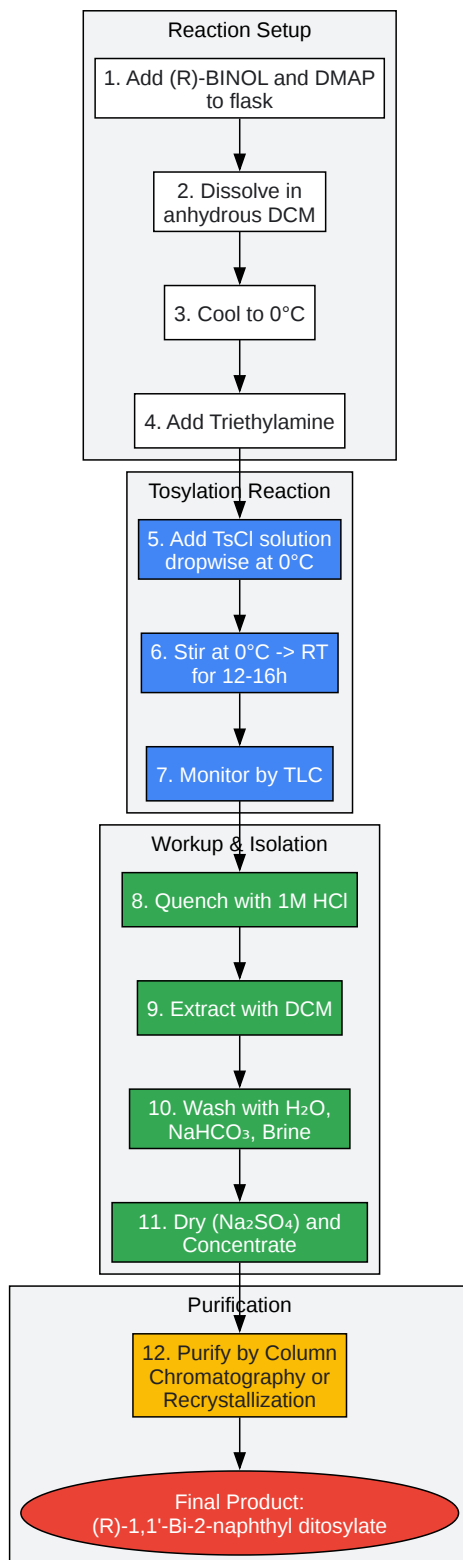 Reaction Setup
1. Add (R)-BINOL and DMAP
to flask
2. Dissolve in
anhydrous DCM
3. Cool to 0°C
4. Add Triethylamine
Tosylation Reaction
5. Add TsCl solution
dropwise at 0°C
6. Stir at 0°C -> RT
for 12-16h
7. Monitor by TLC
Workup & Isolation
8. Quench with 1M HCl
9. Extract with DCM
10. Wash with H₂O,
NaHCO₃, Brine
11. Dry (Na₂SO₄) and
Concentrate
Purification
12. Purify by Column
Chromatography or
Recrystallization
Final Product:
(R)-1,1'-Bi-2-naphthyl ditosylate